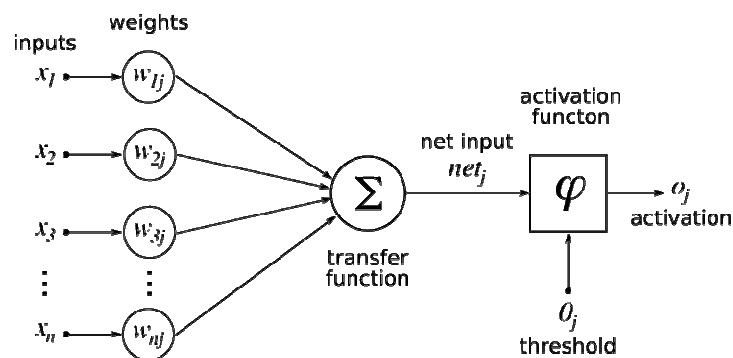 inputs
weights
x1
w1j
x2
w2j
x3
w3j
⋮
⋮
xn
wnj
Σ
transfer
function
net input
netj
activation
functon
φ
oj
activation
θj
threshold